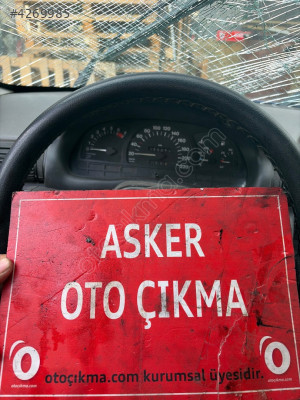 #4269985
ASKER
OTO ÇIKMA
otoçıkma.com kurumsal üyesidir.